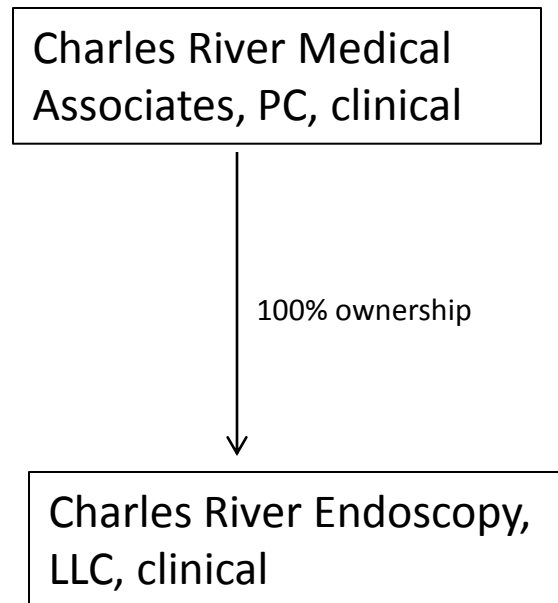 Charles River Medical
Associates, PC, clinical
100% ownership
Charles River Endoscopy,
LLC, clinical